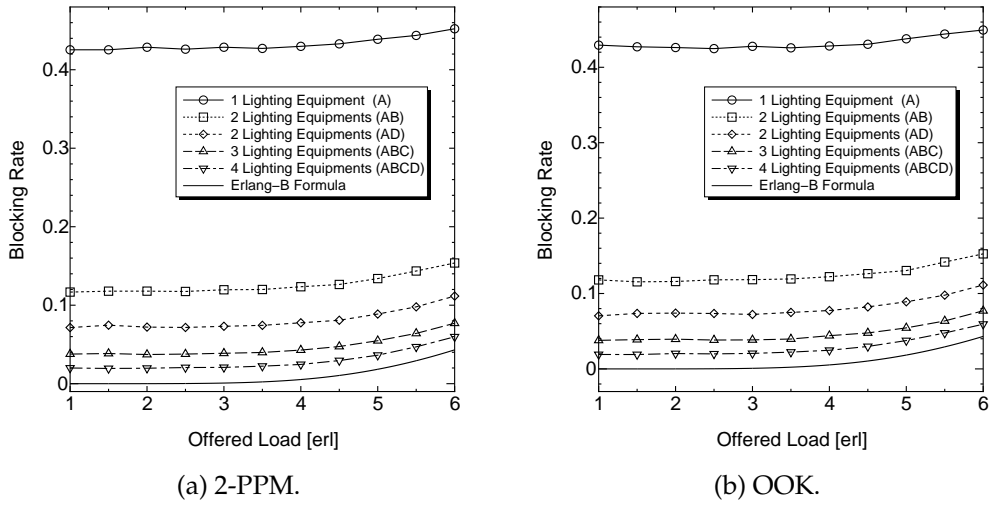 Blocking Rate
0.4
0.3
0.2
0.1
0
1 Lighting Equipment (A)
2 Lighting Equipments (AB)
2 Lighting Equipments (AD)
3 Lighting Equipments (ABC)
4 Lighting Equipments (ABCD)
Erlang−B Formula
1 2 3 4 5 6
Offered Load [erl]
(a) 2-PPM.
Blocking Rate
0.4
0.3
0.2
0.1
0
1 Lighting Equipment (A)
2 Lighting Equipments (AB)
2 Lighting Equipments (AD)
3 Lighting Equipments (ABC)
4 Lighting Equipments (ABCD)
Erlang−B Formula
1 2 3 4 5 6
Offered Load [erl]
(b) OOK.